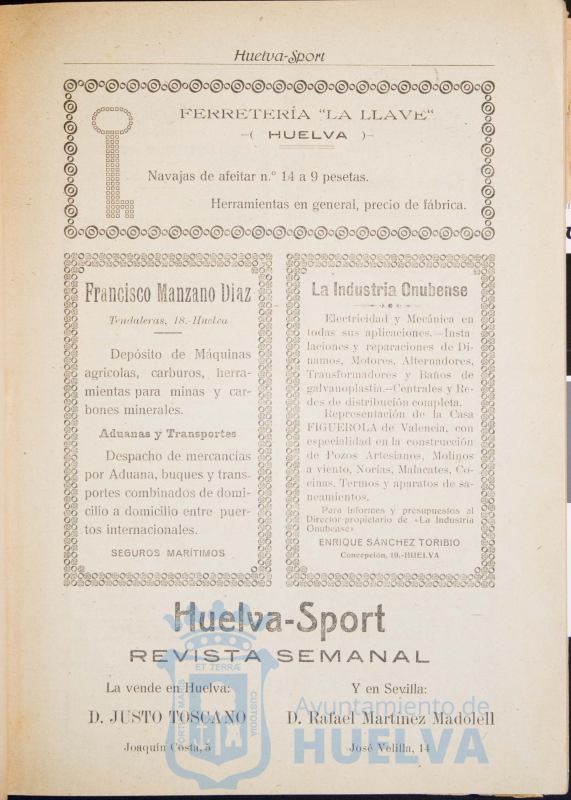 Huelva-Sport
FERRETERÍA "LA LLAVE"
-( HUELVA )-
Navajas de afeitar n.º 14 a 9 pesetas.
Herramientas en general, precio de fábrica.
Francisco Manzano Díaz
Tendaleras, 18.-Huelva
Depósito de Máquinas
agrícolas, carburos, herra-
mientas para minas y car-
bones minerales.
Aduanas y Transportes
Despacho de mercancías
por Aduana, buques y trans-
portes combinados de domi-
cilio a domicilio entre puer-
tos internacionales.
SEGUROS MARÍTIMOS
La Industria Onubense
Electricidad y Mecánica en
todas sus aplicaciones.—Insta-
laciones y reparaciones de Di-
namos, Motores, Alternadores,
Transformadores y Baños de
galvanoplastia.—Centrales y Re-
des de distribución completa.
Representación de la Casa
FIGUEROLA de Valencia, con
especialidad en la construcción
de Pozos Artesianos, Molinos
a viento, Norias, Malacates, Co-
cinas, Termos y aparatos de sa-
neamientos.
Para informes y presupuestos al
Director-propietario de «La Industria
Onubense»
ENRIQUE SÁNCHEZ TORIBIO
Concepción, 19.-HUELVA
Huelva-Sport
REVISTA SEMANAL
La vende en Huelva:
D. JUSTO TOSCANO
Joaquín Costa, 5
Y en Sevilla:
D. Rafael Martínez Madolell
José Velilla, 14
PORTUS MARIS
ET TERRÆ
CUSTODIA
Ayuntamiento de
HUELVA